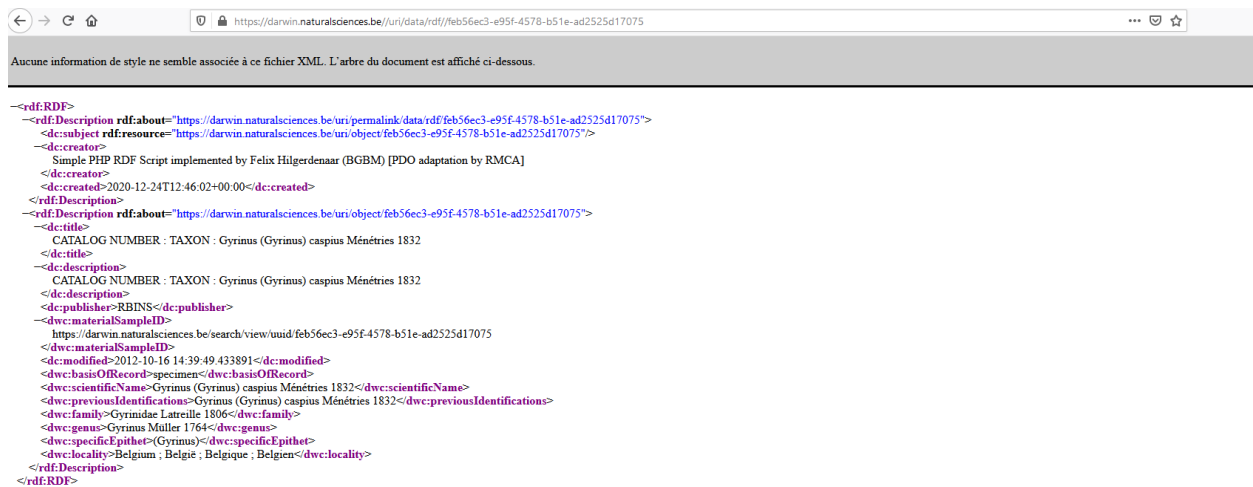 https://darwin.naturalsciences.be//uri/data/rdf//feb56ec3-e95f-4578-b51e-ad2525d17075
Aucune information de style ne semble associée à ce fichier XML. L'arbre du document est affiché ci-dessous.
−<rdf:RDF>
−<rdf:Description rdf:about="https://darwin.naturalsciences.be/uri/permalink/data/rdf/feb56ec3-e95f-4578-b51e-ad2525d17075">
<dc:subject rdf:resource="https://darwin.naturalsciences.be/uri/object/feb56ec3-e95f-4578-b51e-ad2525d17075"/>
−<dc:creator>
Simple PHP RDF Script implemented by Felix Hilgerdenaar (BGBM) [PDO adaptation by RMCA]
</dc:creator>
<dc:created>2020-12-24T12:46:02+00:00</dc:created>
</rdf:Description>
−<rdf:Description rdf:about="https://darwin.naturalsciences.be/uri/object/feb56ec3-e95f-4578-b51e-ad2525d17075">
−<dc:title>
CATALOG NUMBER : TAXON : Gyrinus (Gyrinus) caspius Ménétries 1832
</dc:title>
−<dc:description>
CATALOG NUMBER : TAXON : Gyrinus (Gyrinus) caspius Ménétries 1832
</dc:description>
<dc:publisher>RBINS</dc:publisher>
−<dwc:materialSampleID>
https://darwin.naturalsciences.be/search/view/uuid/feb56ec3-e95f-4578-b51e-ad2525d17075
</dwc:materialSampleID>
<dc:modified>2012-10-16 14:39:49.433891</dc:modified>
<dwc:basisOfRecord>specimen</dwc:basisOfRecord>
<dwc:scientificName>Gyrinus (Gyrinus) caspius Ménétries 1832</dwc:scientificName>
<dwc:previousIdentifications>Gyrinus (Gyrinus) caspius Ménétries 1832</dwc:previousIdentifications>
<dwc:family>Gyrinidae Latreille 1806</dwc:family>
<dwc:genus>Gyrinus Müller 1764</dwc:genus>
<dwc:specificEpithet>(Gyrinus)</dwc:specificEpithet>
<dwc:locality>Belgium ; België ; Belgique ; Belgien</dwc:locality>
</rdf:Description>
</rdf:RDF>